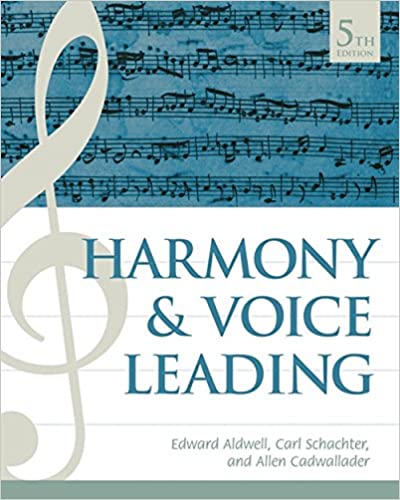 5TH
EDITION
HARMONY
& VOICE
LEADING
Edward Aldwell, Carl Schachter,
and Allen Cadwallader